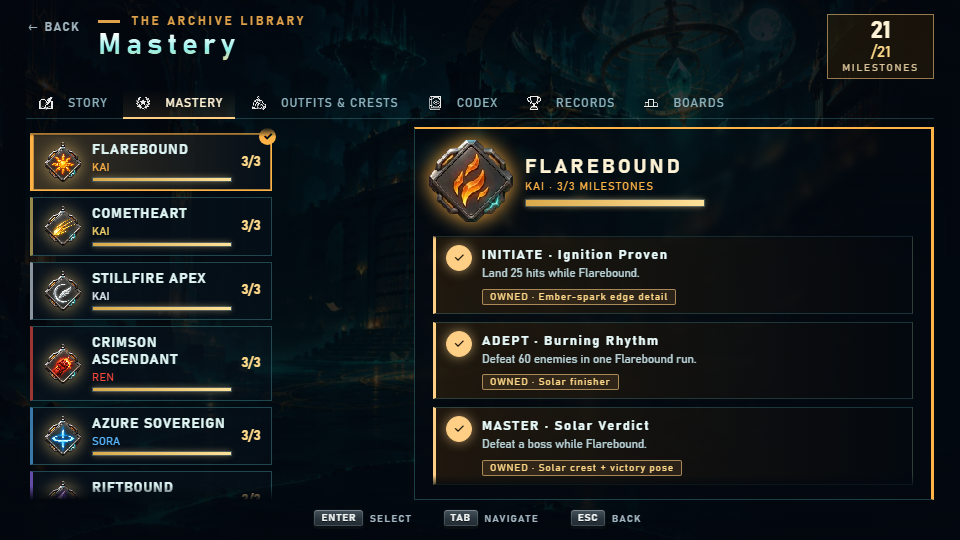 ← BACK
THE ARCHIVE LIBRARY
Mastery
21
/21
MILESTONES
STORY
MASTERY
OUTFITS & CRESTS
CODEX
RECORDS
BOARDS
FLAREBOUND
KAI
3/3
COMETHEART
KAI
3/3
STILLFIRE APEX
KAI
3/3
CRIMSON
ASCENDANT
REN
3/3
AZURE SOVEREIGN
SORA
3/3
RIFTBOUND
3/3
FLAREBOUND
KAI · 3/3 MILESTONES
INITIATE · Ignition Proven
Land 25 hits while Flarebound.
OWNED · Ember-spark edge detail
ADEPT · Burning Rhythm
Defeat 60 enemies in one Flarebound run.
OWNED · Solar finisher
MASTER · Solar Verdict
Defeat a boss while Flarebound.
OWNED · Solar crest + victory pose
ENTER SELECT
TAB NAVIGATE
ESC BACK